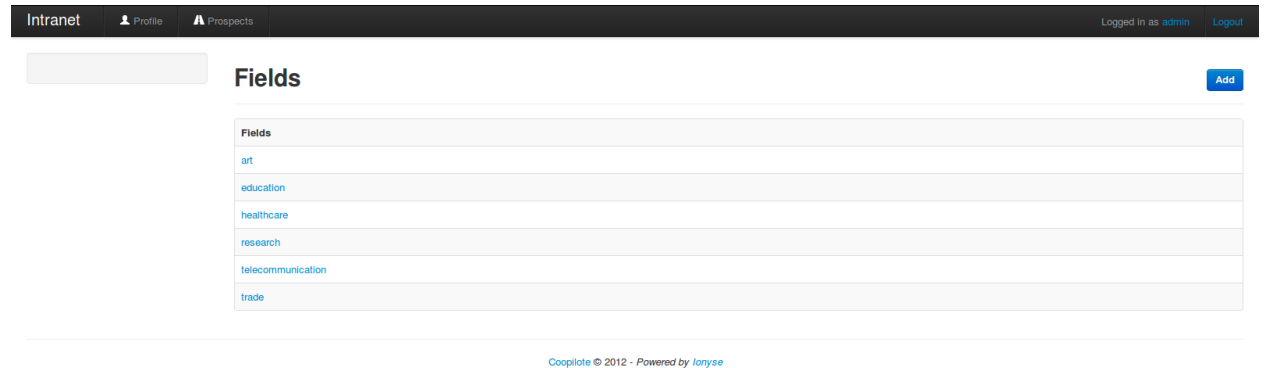 Intranet Profile Prospects Logged in as admin Logout
Fields Add
Fields
art
education
healthcare
research
telecommunication
trade
Coopilote © 2012 - Powered by Ionyse